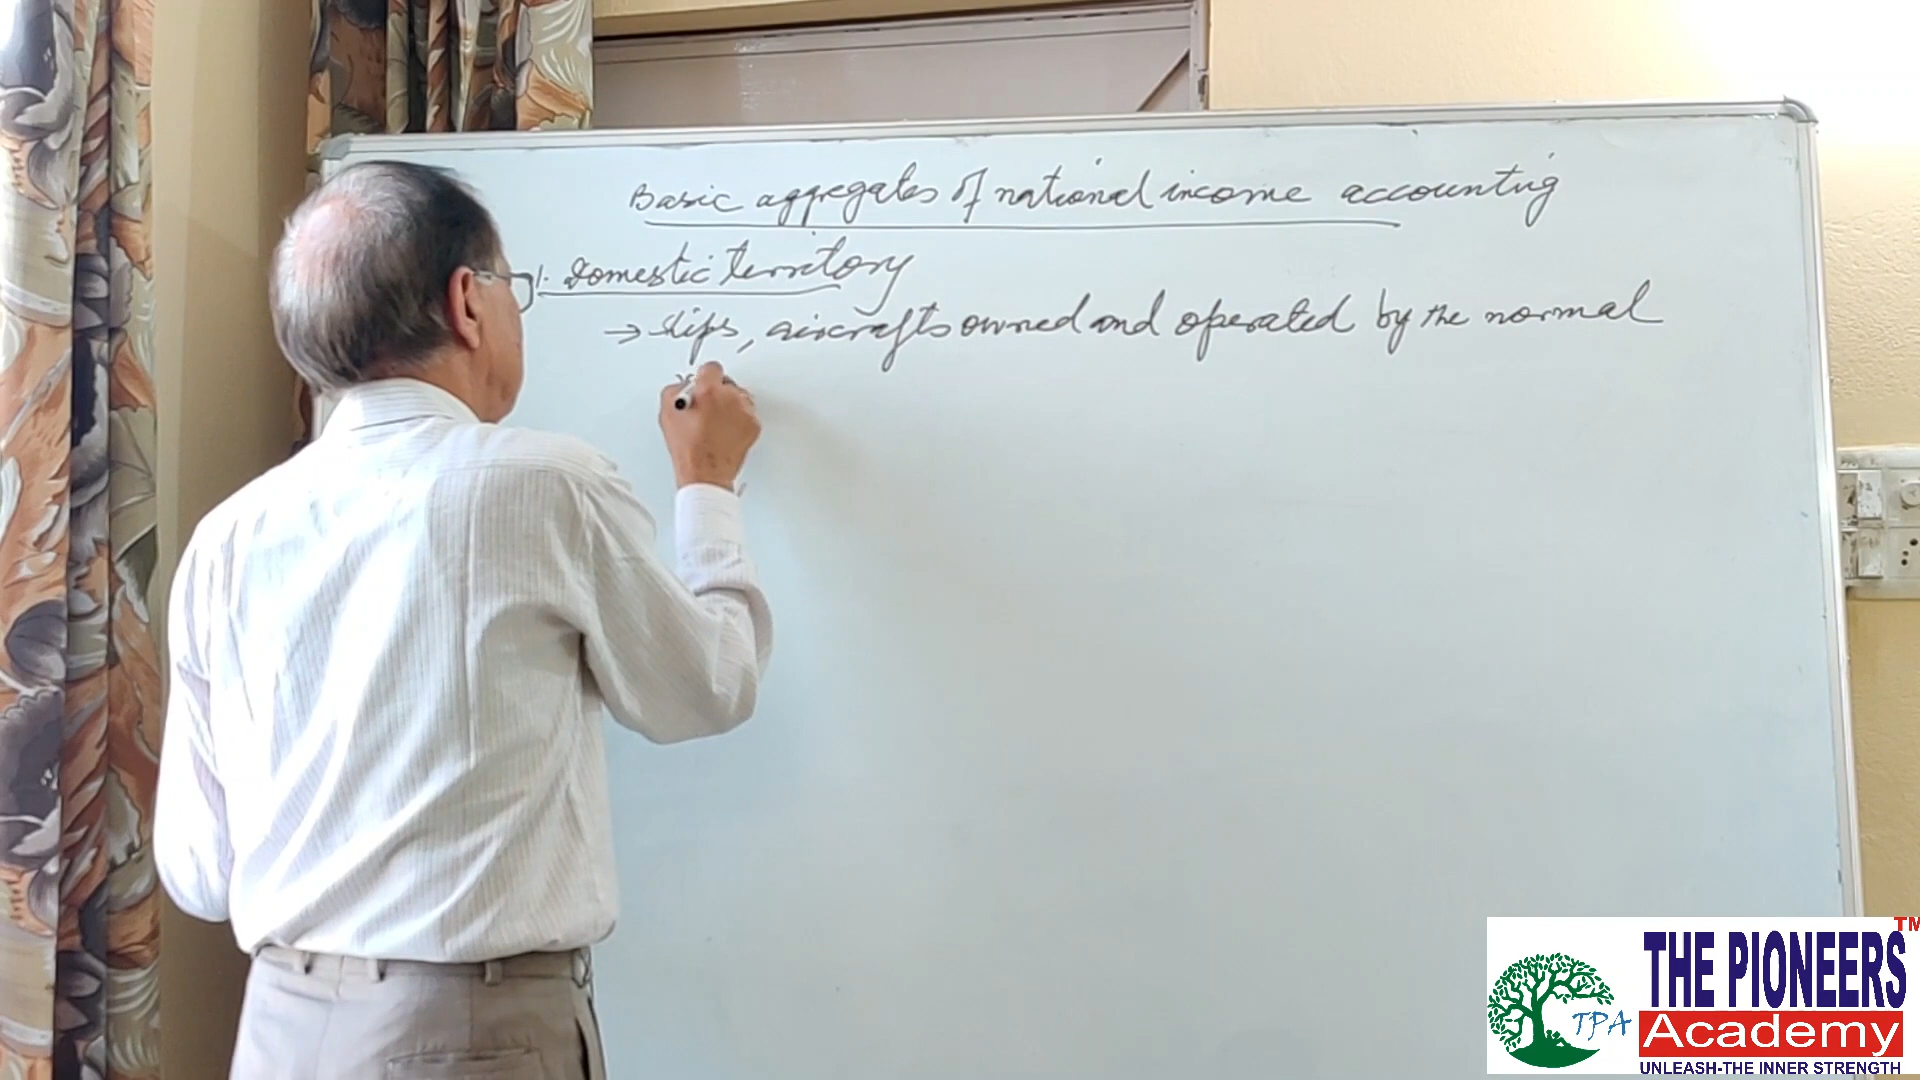 Basic aggregates of national income accounting
1. Domestic territory
→ Ships, aircrafts owned and operated by the normal
TPA
THE PIONEERS TM
Academy
UNLEASH-THE INNER STRENGTH